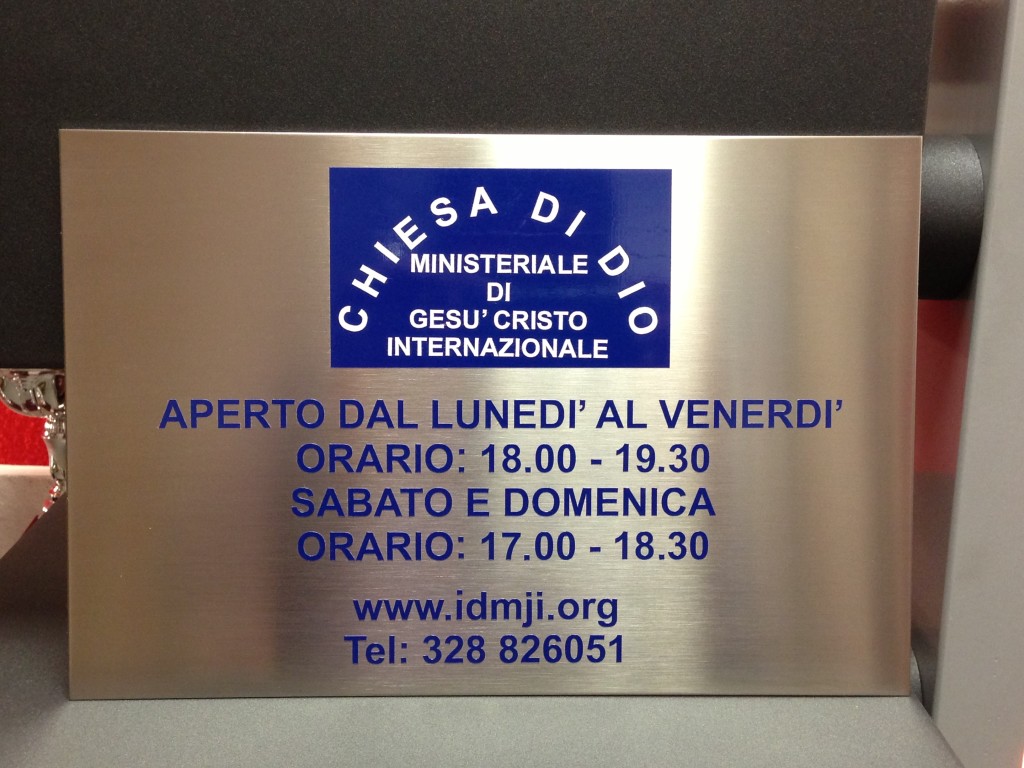 CHIESA DI DIO
MINISTERIALE
DI
GESU' CRISTO
INTERNAZIONALE
APERTO DAL LUNEDI' AL VENERDI'
ORARIO: 18.00 - 19.30
SABATO E DOMENICA
ORARIO: 17.00 - 18.30
www.idmji.org
Tel: 328 826051